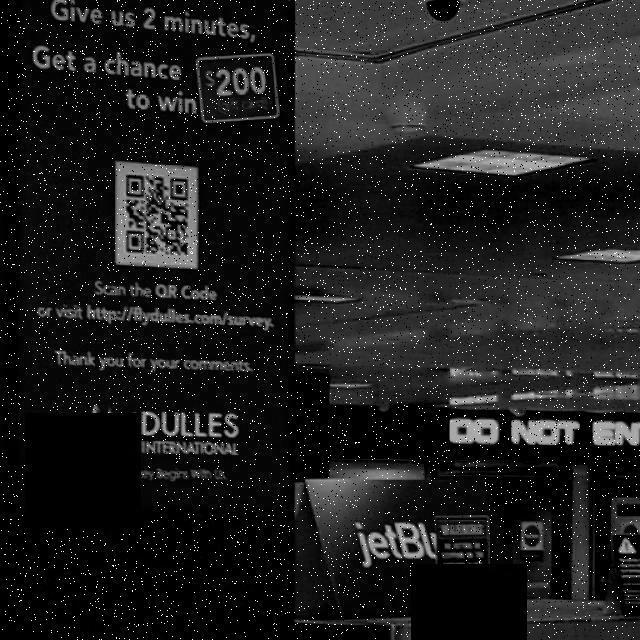 Give us 2 minutes,
Get a chance
to win $200
Scan the QR Code
or visit http://flydulles.com/survey.
Thank you for your comments.
DULLES
INTERNATIONAL
DO NOT EN
jetBlu